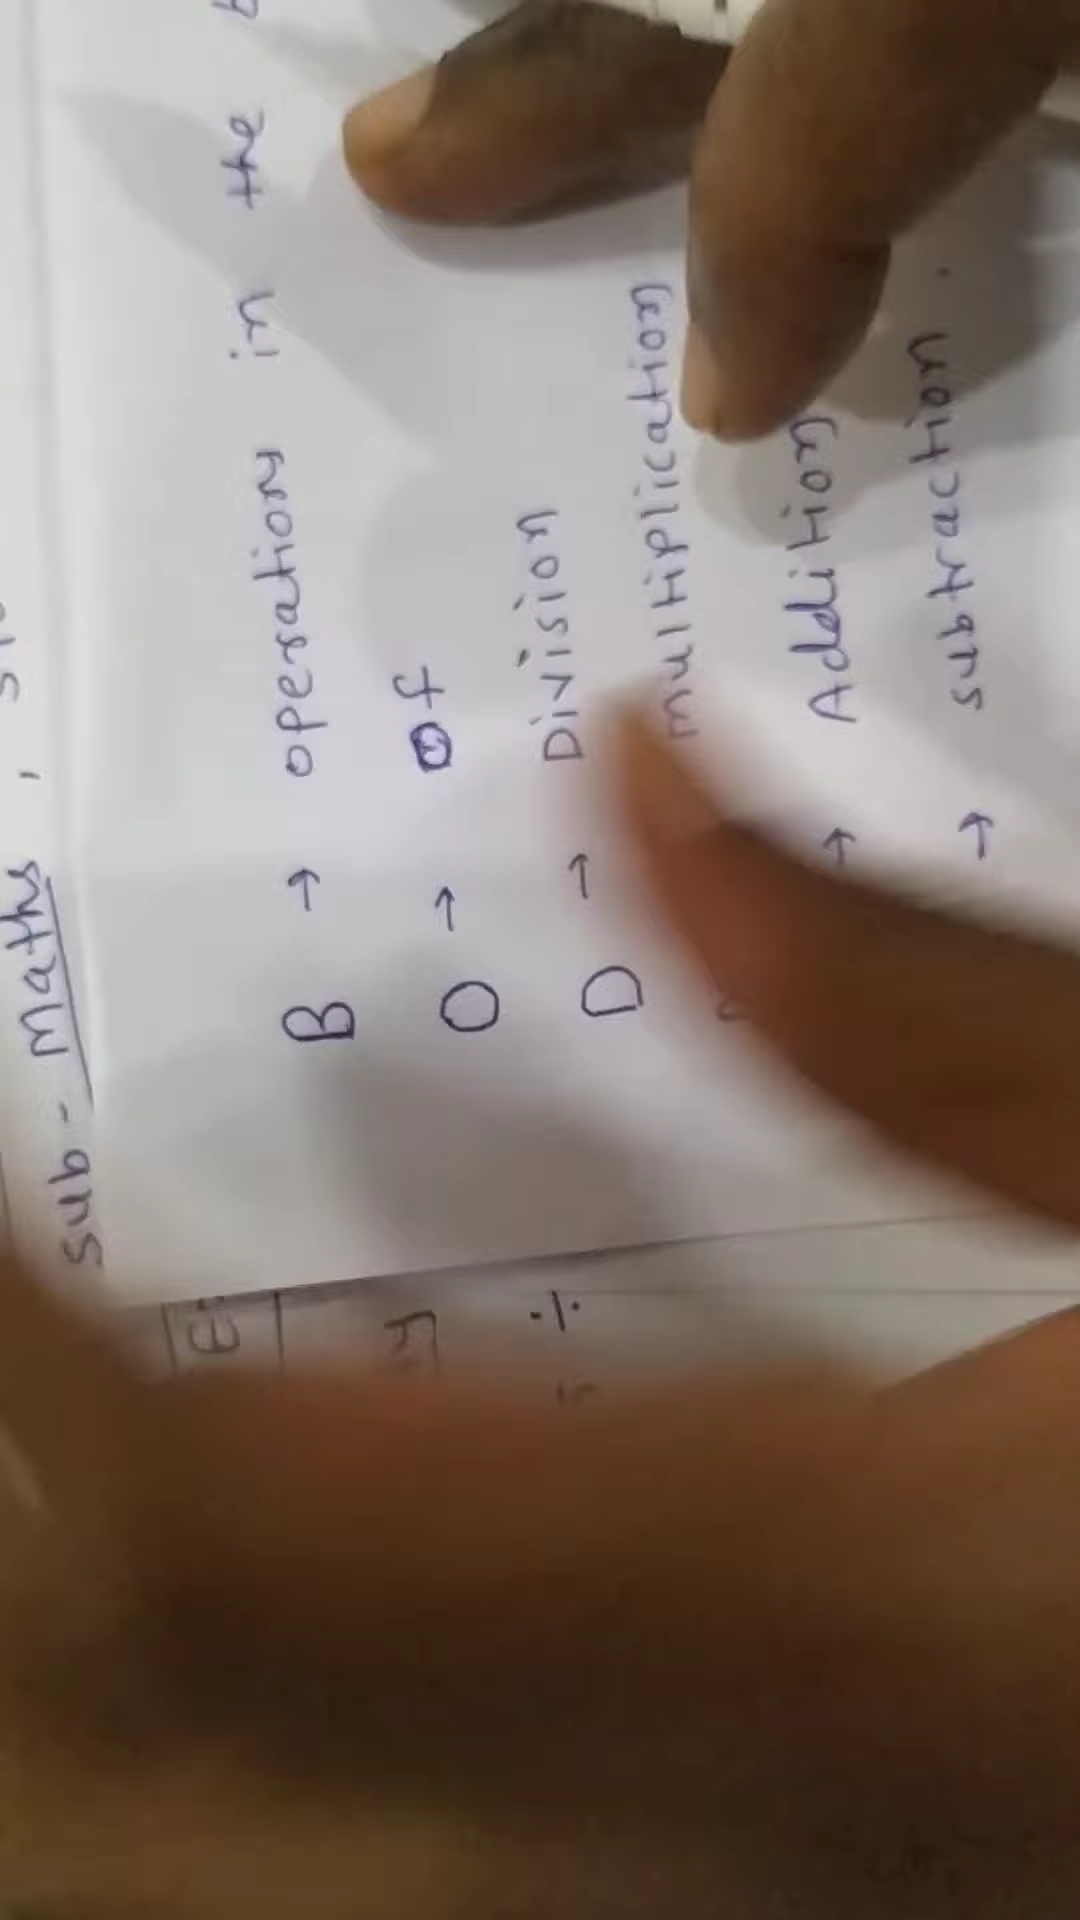 sub - Maths ,
B → operation in the
O → Of
D → Division
multiplication
→ Addition
→ subtraction .
÷